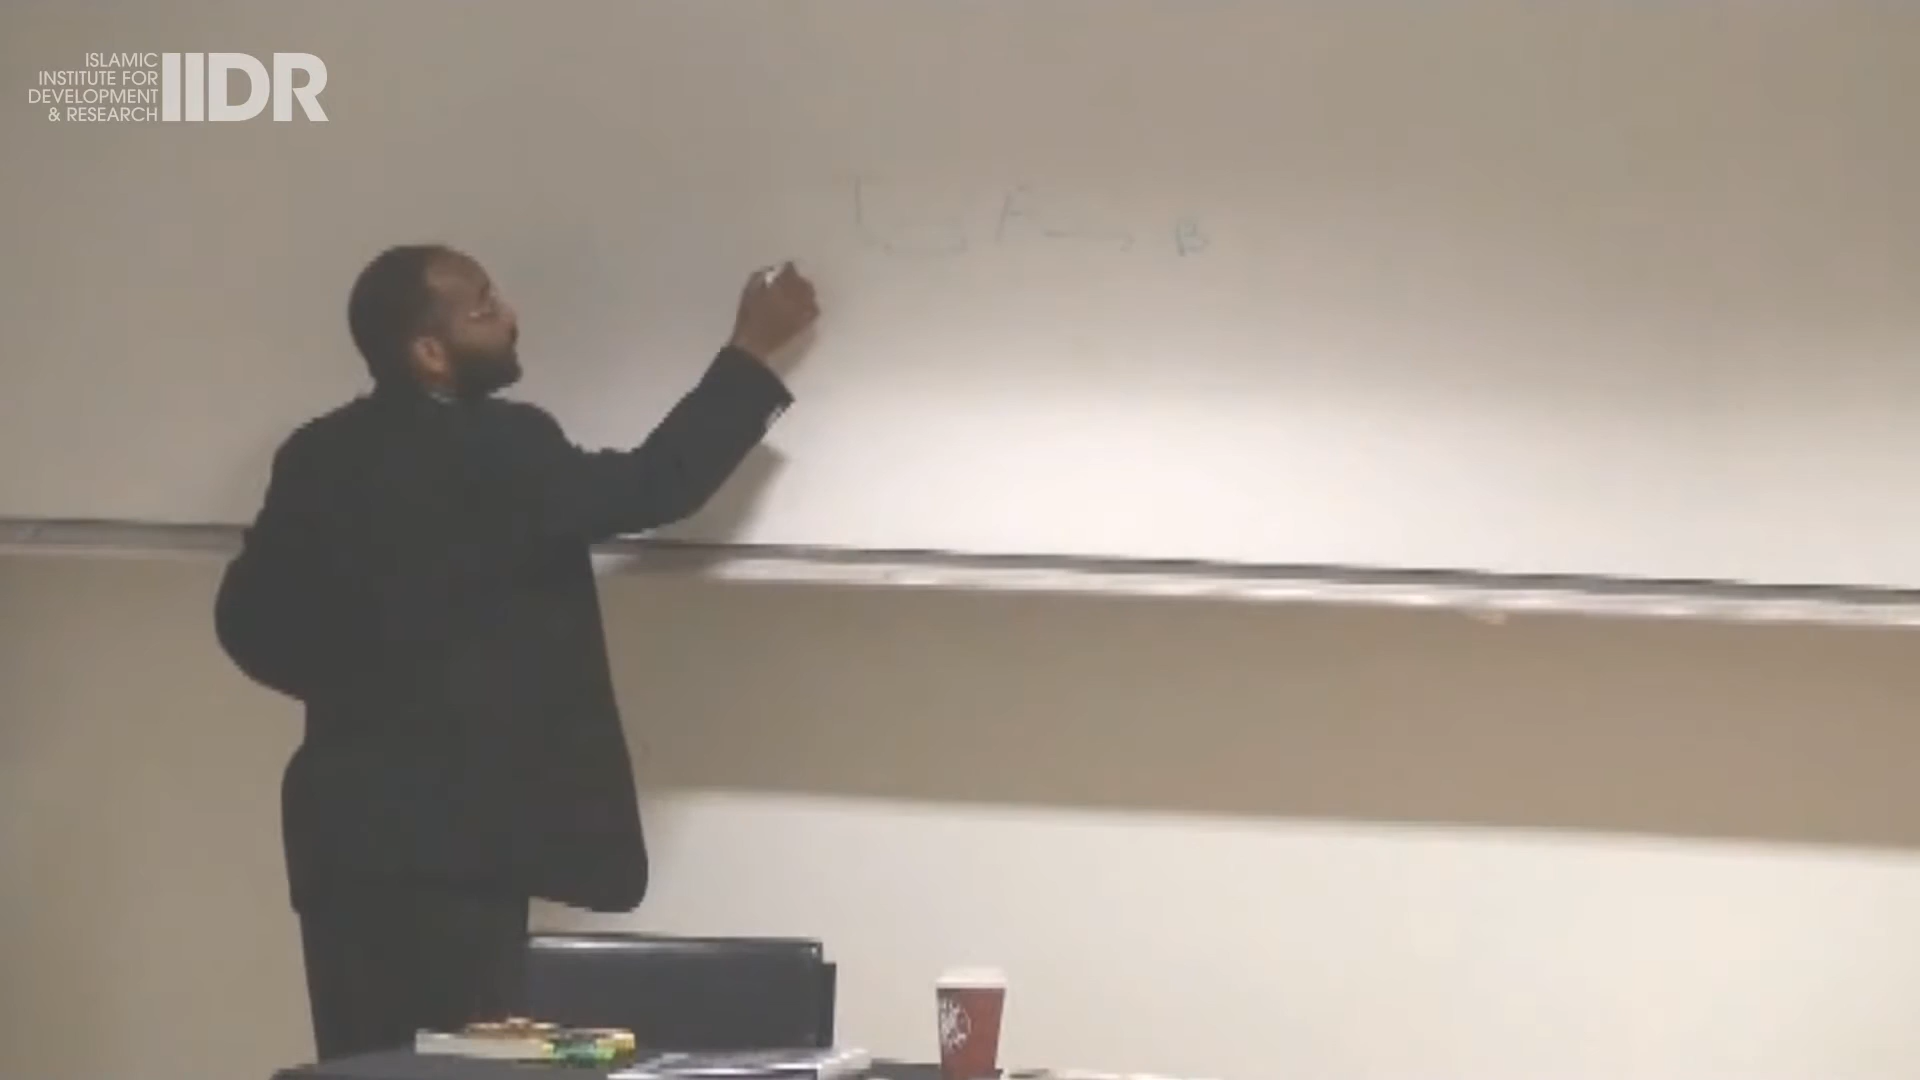 ISLAMIC
INSTITUTE FOR
DEVELOPMENT
& RESEARCH
IIDR
B